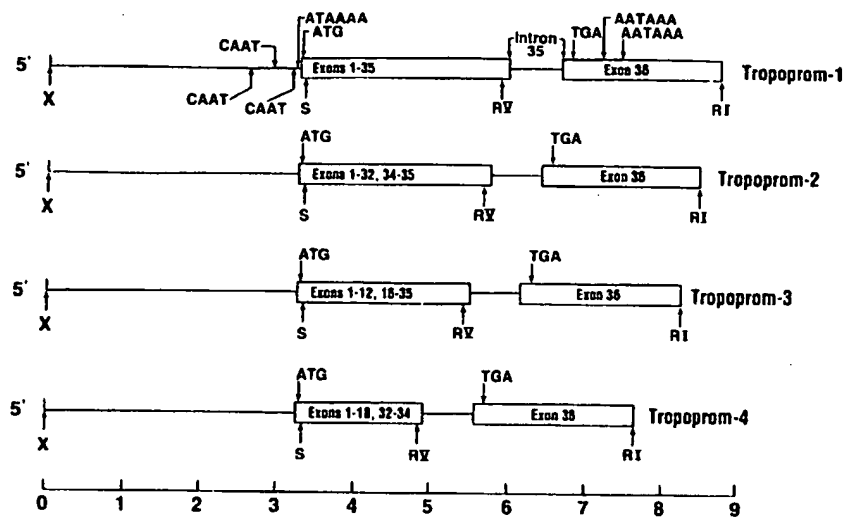 ATAAAA
CAAT
ATG
Intron
35
TGA
AATAAA
AATAAA
5'
Exons 1-35
Exon 36
Tropoprom-1
X
CAAT
CAAT
S
RV
RI
ATG
TGA
5'
Exons 1-32, 34-35
Exon 36
Tropoprom-2
X
S
RV
RI
ATG
TGA
5'
Exons 1-12, 16-35
Exon 36
Tropoprom-3
X
S
RV
RI
ATG
TGA
5'
Exons 1-18, 32-34
Exon 36
Tropoprom-4
X
S
RV
RI
0 1 2 3 4 5 6 7 8 9